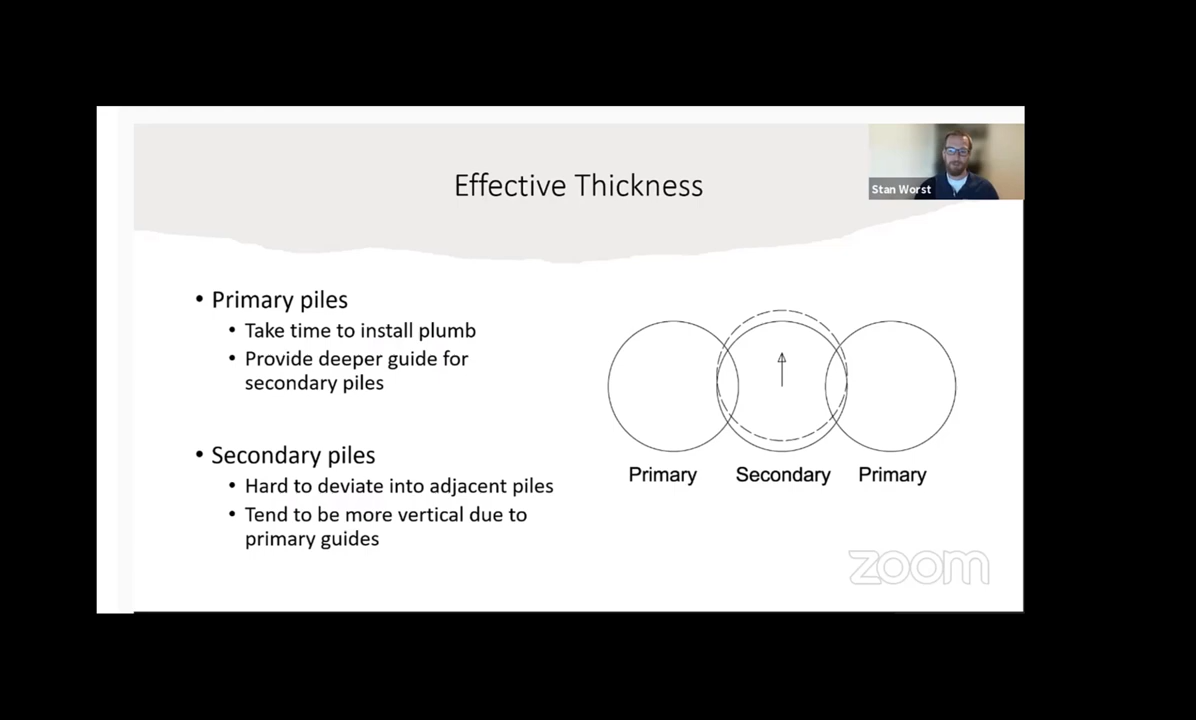 Effective Thickness
Stan Worst
• Primary piles
• Take time to install plumb
• Provide deeper guide for
secondary piles
• Secondary piles
• Hard to deviate into adjacent piles
• Tend to be more vertical due to
primary guides
Primary
Secondary
Primary
zoom